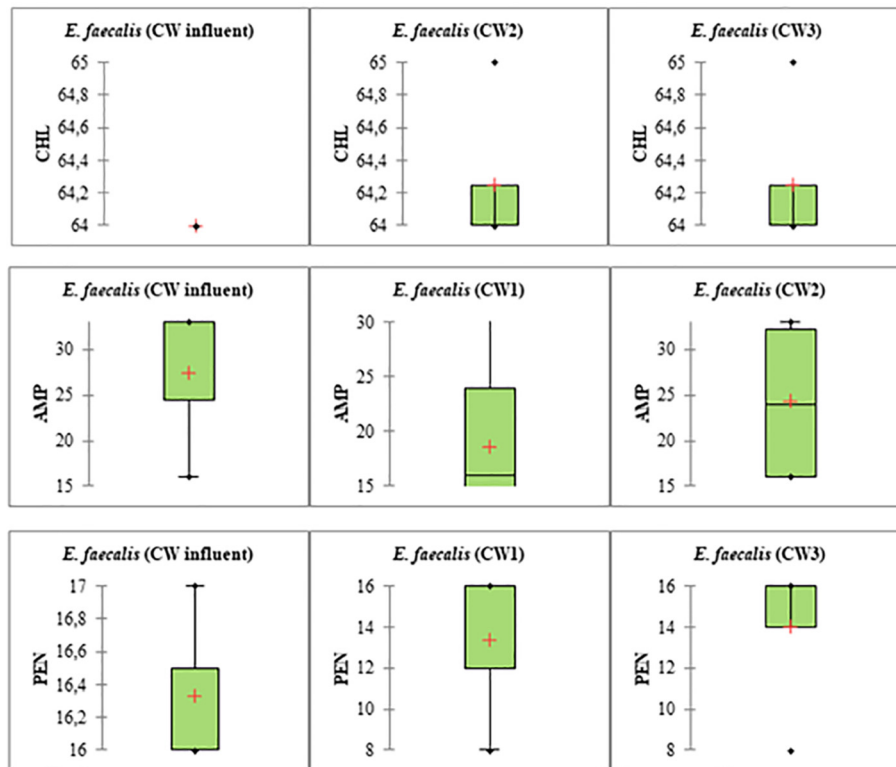 E. faecalis (CW influent)
CHL
65
64,8
64,6
64,4
64,2
64
E. faecalis (CW2)
CHL
65
64,8
64,6
64,4
64,2
64
E. faecalis (CW3)
CHL
65
64,8
64,6
64,4
64,2
64
E. faecalis (CW influent)
AMP
30
25
20
15
E. faecalis (CW1)
AMP
30
25
20
15
E. faecalis (CW2)
AMP
30
25
20
15
E. faecalis (CW influent)
PEN
17
16,8
16,6
16,4
16,2
16
E. faecalis (CW1)
PEN
16
14
12
10
8
E. faecalis (CW3)
PEN
16
14
12
10
8